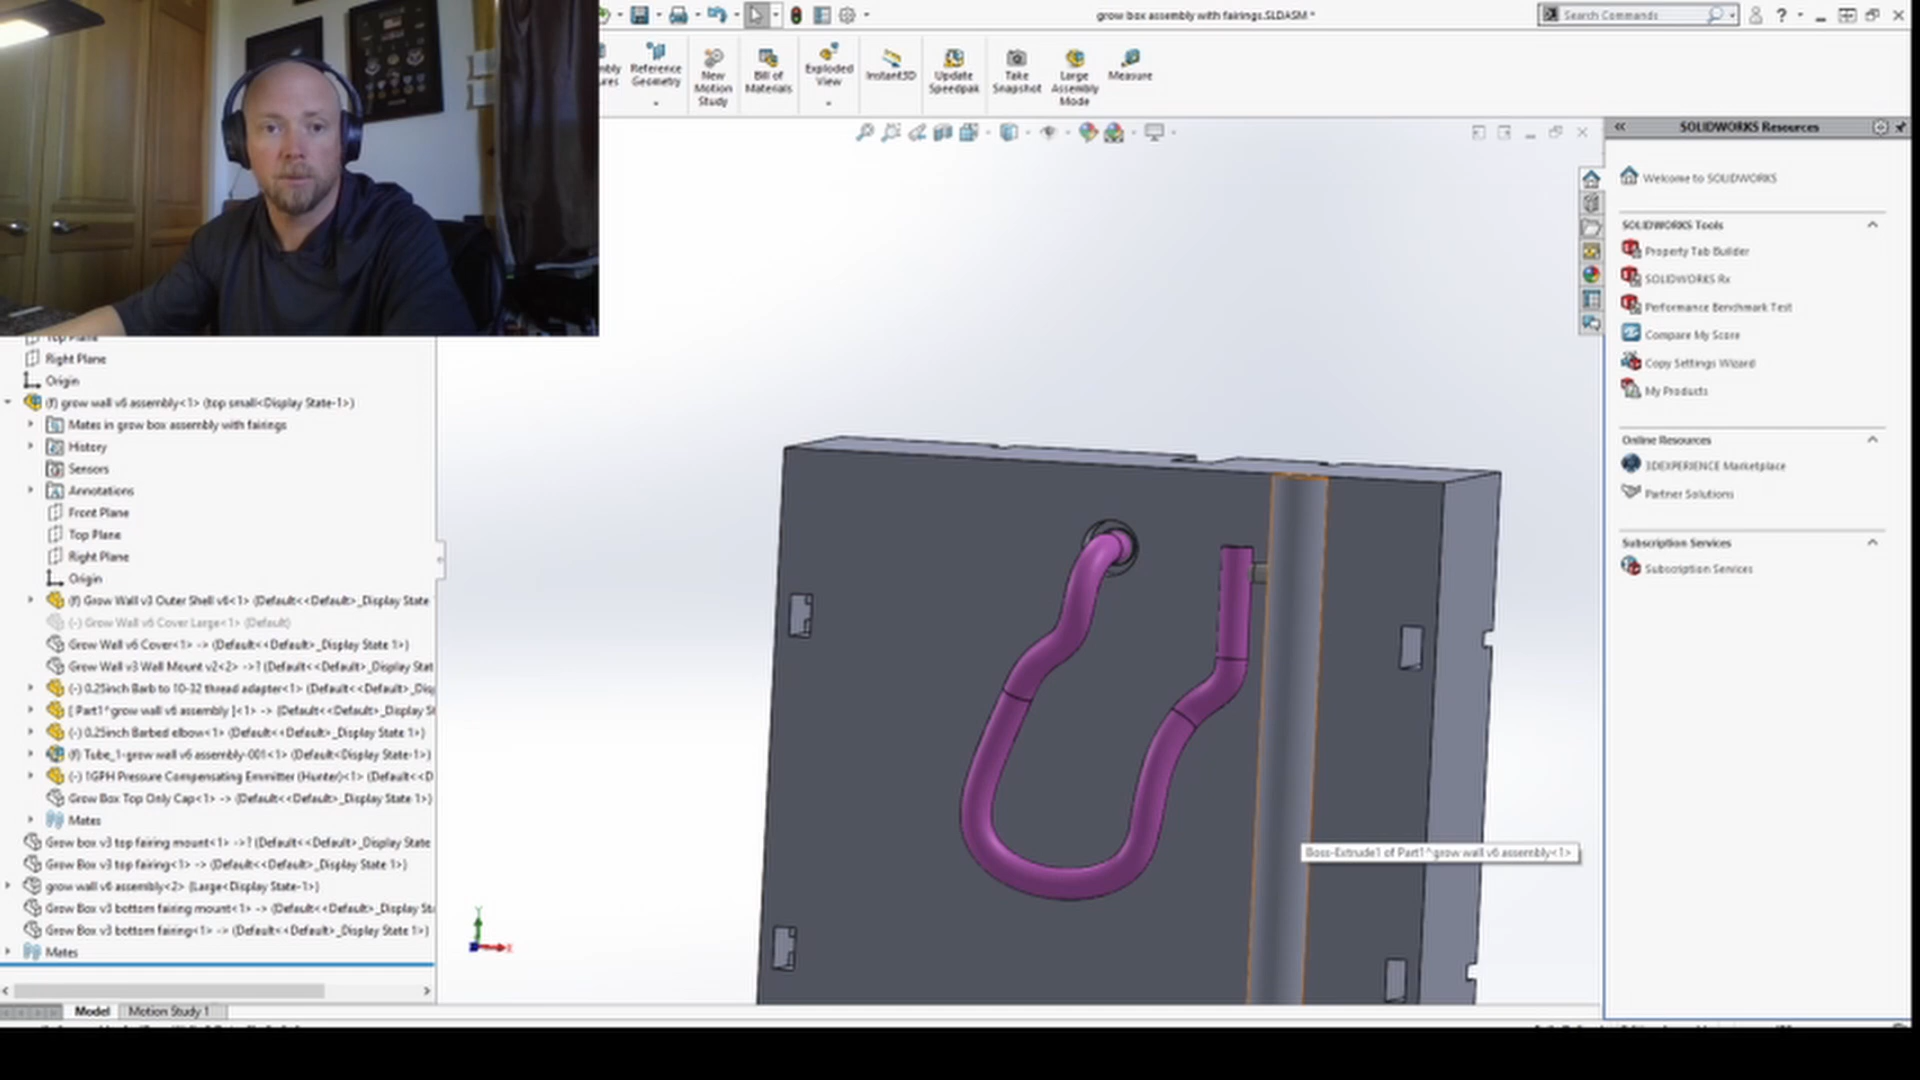 grow box assembly with fairings.SLDASM *
Search Commands
Reference Geometry
New Motion Study
Bill of Materials
Exploded View
Instant3D
Update Speedpak
Take Snapshot
Large Assembly Mode
Measure
SOLIDWORKS Resources
Welcome to SOLIDWORKS
SOLIDWORKS Tools
Property Tab Builder
SOLIDWORKS Rx
Performance Benchmark Test
Compare My Score
Copy Settings Wizard
My Products
Online Resources
3DEXPERIENCE Marketplace
Partner Solutions
Subscription Services
Subscription Services
Top Plane
Right Plane
Origin
(f) grow wall v6 assembly<1> (top small<Display State-1>)
Mates in grow box assembly with fairings
History
Sensors
Annotations
Front Plane
Top Plane
Right Plane
Origin
(f) Grow Wall v3 Outer Shell v6<1> (Default<<Default>_Display State
(-) Grow Wall v6 Cover Large<1> (Default)
Grow Wall v6 Cover<1> -> (Default<<Default>_Display State 1>)
Grow Wall v3 Wall Mount v2<2> ->? (Default<<Default>_Display Stat
(-) 0.25inch Barb to 10-32 thread adapter<1> (Default<<Default>_Disp
[ Part1^grow wall v6 assembly ]<1> -> (Default<<Default>_Display S
(-) 0.25inch Barbed elbow<1> (Default<<Default>_Display State 1>)
(f) Tube_1-grow wall v6 assembly-001<1> (Default<Display State-1>)
(-) 1GPH Pressure Compensating Emmitter (Hunter)<1> (Default<<D
Grow Box Top Only Cap<1> -> (Default<<Default>_Display State 1>)
Mates
Grow box v3 top fairing mount<1> ->? (Default<<Default>_Display State
Grow Box v3 top fairing<1> -> (Default<<Default>_Display State 1>)
grow wall v6 assembly<2> (Large<Display State-1>)
Grow Box v3 bottom fairing mount<1> -> (Default<<Default>_Display Sta
Grow Box v3 bottom fairing<1> -> (Default<<Default>_Display State 1>)
Mates
Boss-Extrude1 of Part1^grow wall v6 assembly<1>
Y
X
Model
Motion Study 1